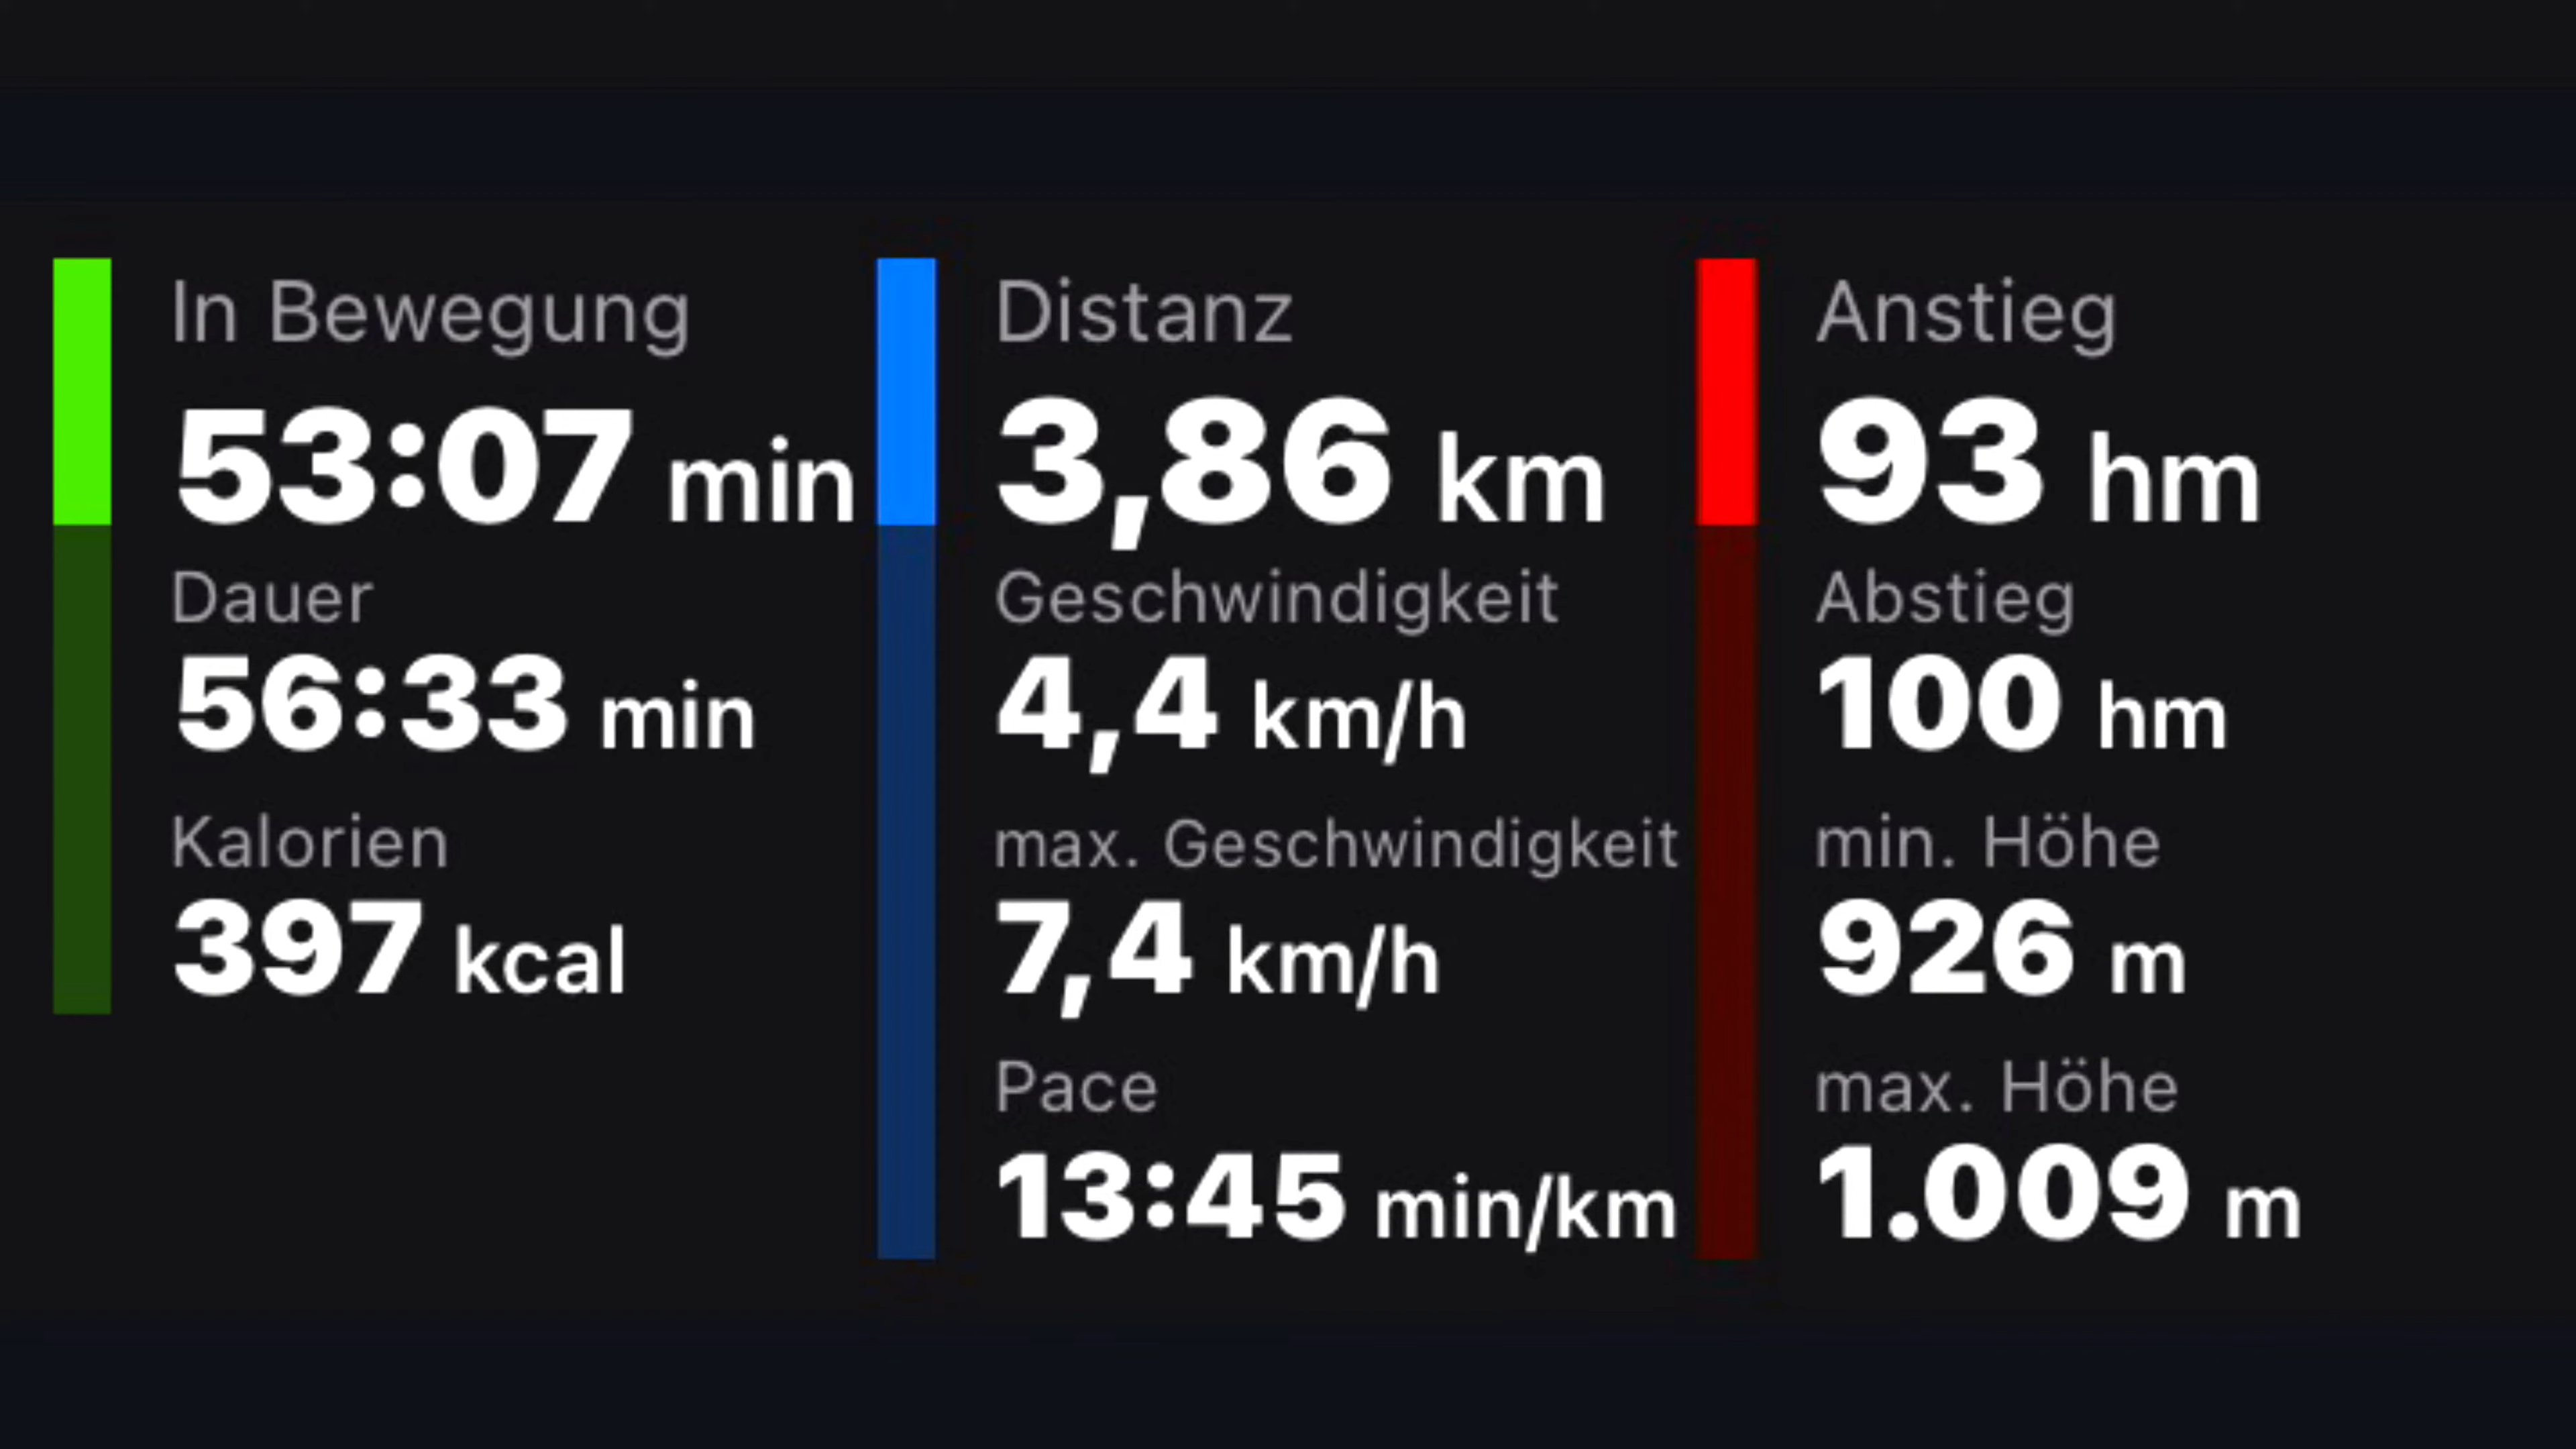 In Bewegung
53:07 min
Dauer
56:33 min
Kalorien
397 kcal
Distanz
3,86 km
Geschwindigkeit
4,4 km/h
max. Geschwindigkeit
7,4 km/h
Pace
13:45 min/km
Anstieg
93 hm
Abstieg
100 hm
min. Höhe
926 m
max. Höhe
1.009 m